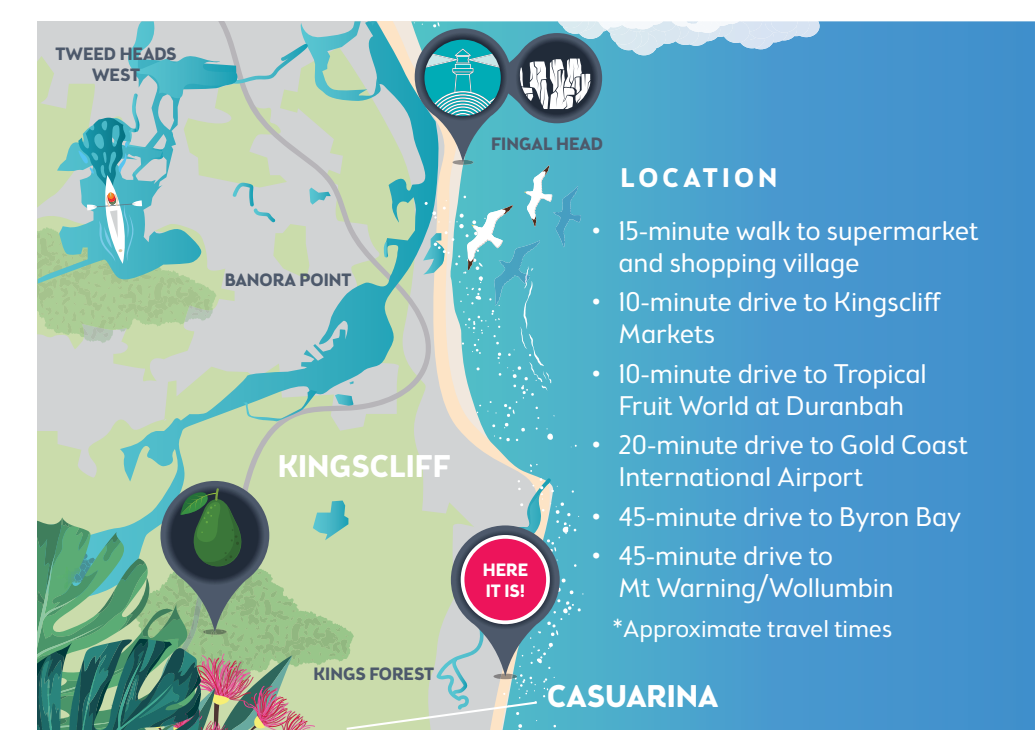 TWEED HEADS
WEST
FINGAL HEAD
BANORA POINT
KINGSCLIFF
HERE
IT IS!
KINGS FOREST
CASUARINA
LOCATION
• 15-minute walk to supermarket
and shopping village
• 10-minute drive to Kingscliff
Markets
• 10-minute drive to Tropical
Fruit World at Duranbah
• 20-minute drive to Gold Coast
International Airport
• 45-minute drive to Byron Bay
• 45-minute drive to
Mt Warning/Wollumbin
*Approximate travel times